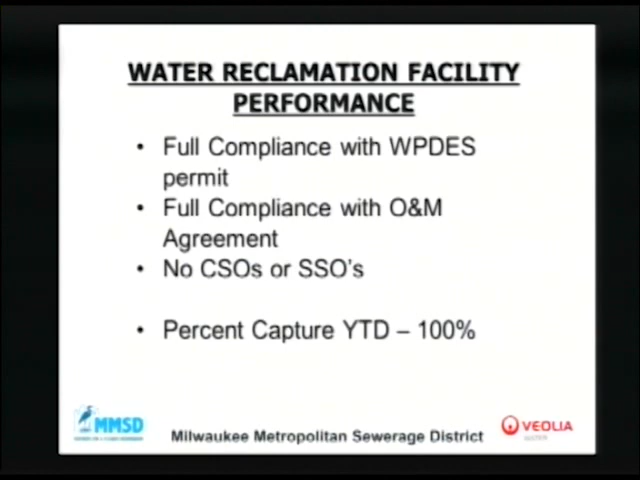 WATER RECLAMATION FACILITY
PERFORMANCE
• Full Compliance with WPDES
permit
• Full Compliance with O&M
Agreement
• No CSOs or SSO's
• Percent Capture YTD – 100%
MMSD
Milwaukee Metropolitan Sewerage District
VEOLIA
WATER